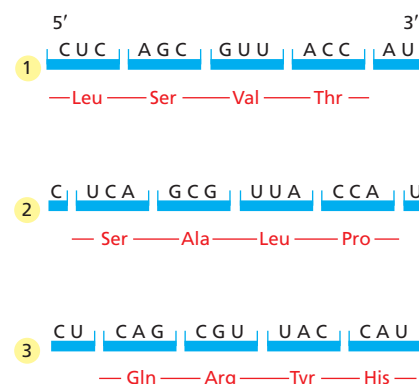 5′ 3′
C U C A G C G U U A C C A U
1
Leu Ser Val Thr
C U C A G C G U U A C C A U
2
Ser Ala Leu Pro
C U C A G C G U U A C C A U
3
Gln Arg Tyr His